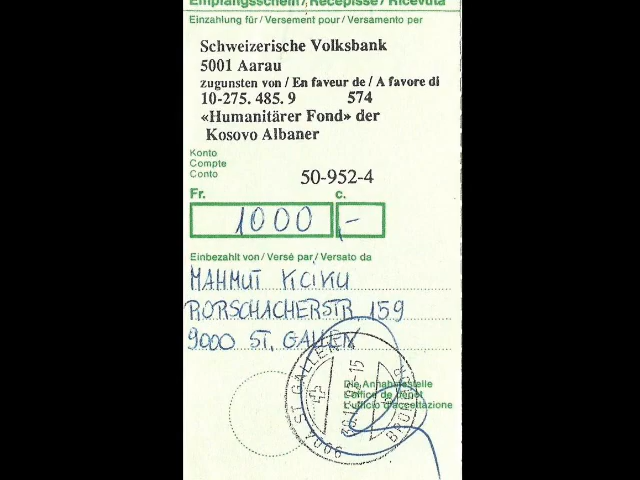 Empfangsschein / Récépissé / Ricevuta
Einzahlung für / Versement pour / Versamento per
Schweizerische Volksbank
5001 Aarau
zugunsten von / En faveur de / A favore di
10-275. 485. 9 574
«Humanitärer Fond» der
Kosovo Albaner
Konto
Compte
Conto
50-952-4
Fr. c.
1000 -
Einbezahlt von / Versé par / Versato da
MAHMUT
RORSCHACHERSTR. 159
9000 ST. GALLEN
Die Annahmestelle
L'office de dépôt
L'ufficio d'accettazione
9004 ST. GALLEN